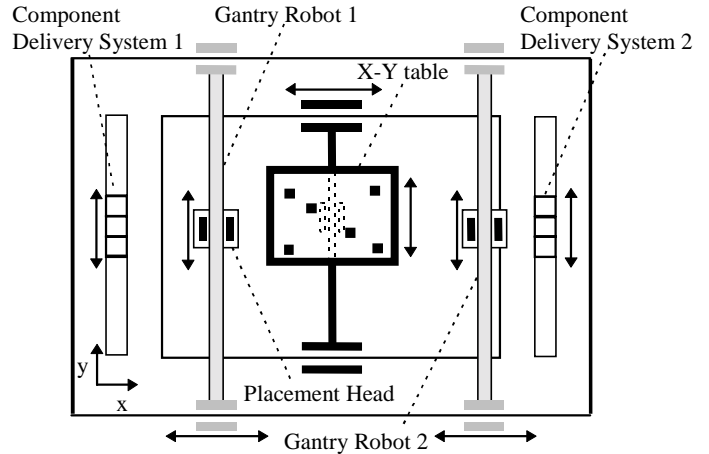 Component
Delivery System 1
Gantry Robot 1
Component
Delivery System 2
X-Y table
y
x
Placement Head
Gantry Robot 2